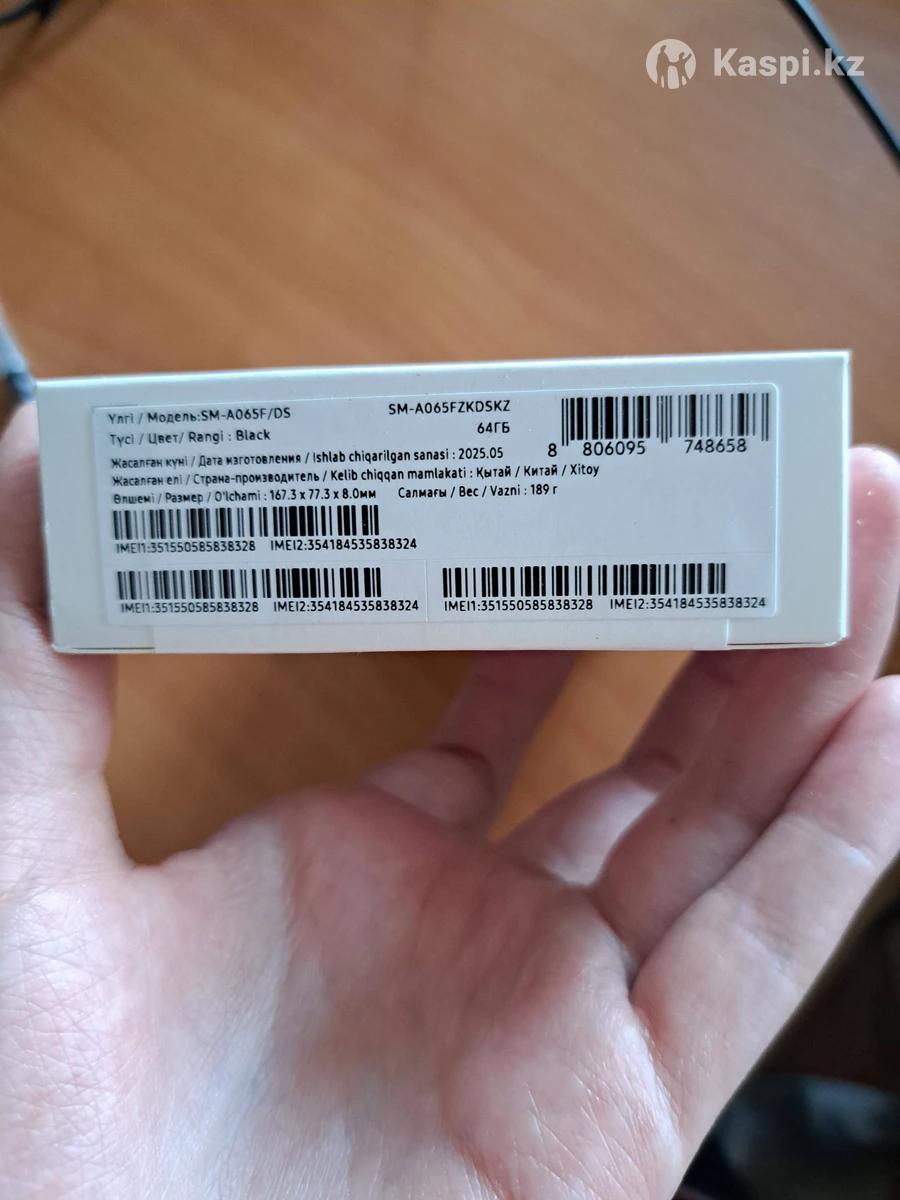 Kaspi.kz
Үлгі / Модель:SM-A065F/DS SM-A065FZKDSKZ
Түсі / Цвет/ Rangi : Black 64ГБ
8 806095 748658
Жасалған күні / Дата изготовления / Ishlab chiqarilgan sanasi : 2025.05
Жасалған елі / Страна-производитель / Kelib chiqqan mamlakati : Қытай / Китай / Xitoy
Өлшемі / Размер / O'lchami : 167.3 x 77.3 x 8.0мм Салмағы / Вес / Vazni : 189 г
IMEI1:351550585838328 IMEI2:354184535838324
IMEI1:351550585838328 IMEI2:354184535838324 IMEI1:351550585838328 IMEI2:354184535838324